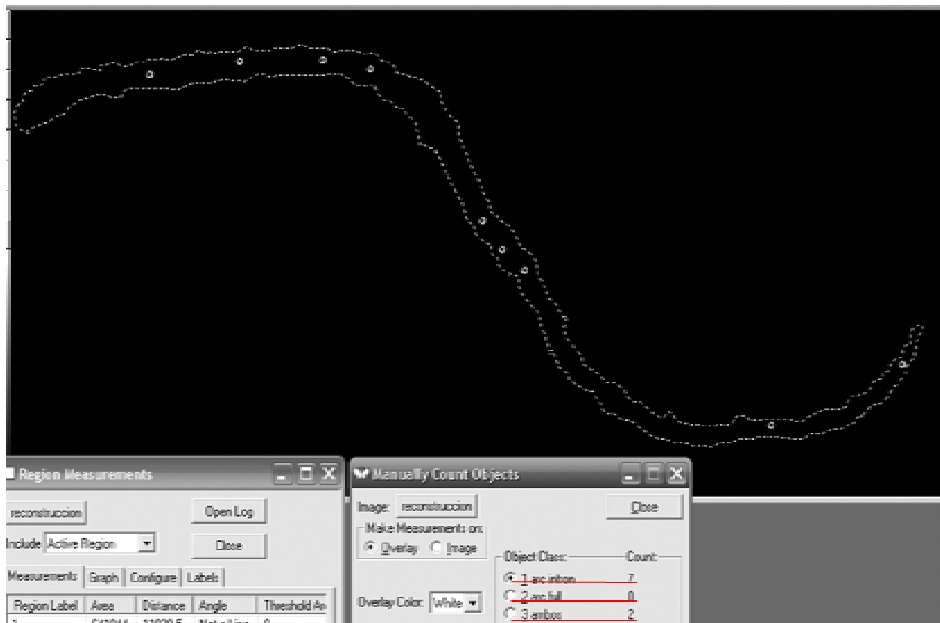 Region Measurements
reconstruccion
Open Log
Include Active Region
Close
Measurements Graph Configure Labels
Region Label Area Distance Angle Threshold
Manually Count Objects
Image: reconstruccion
Close
Make Measurements on:
Overlay Image
Object Class: Count:
1 arc 7
2 arc full 0
3 ambos 2
Overlay Color: White